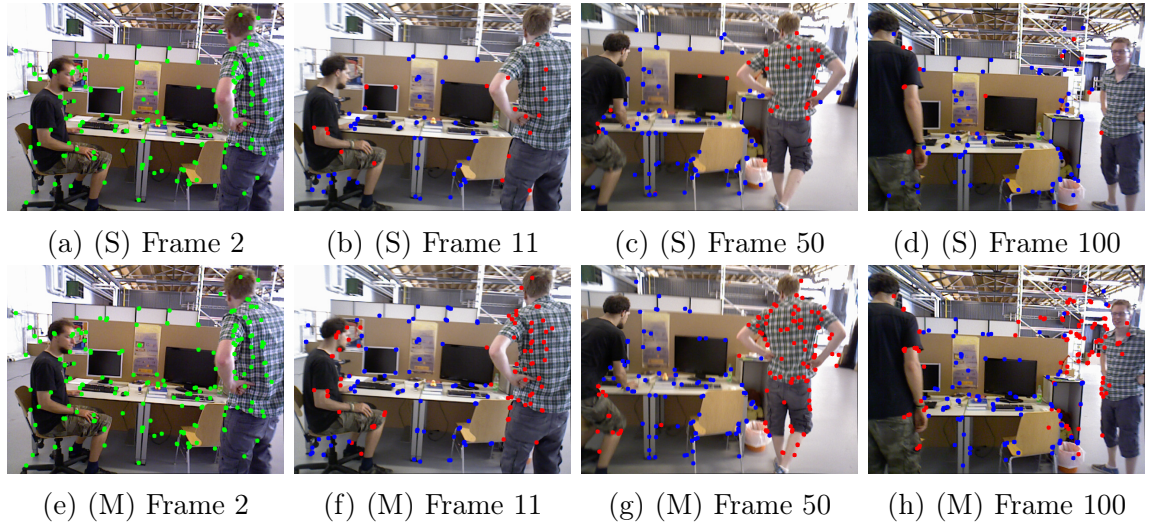 (a) (S) Frame 2
(b) (S) Frame 11
(c) (S) Frame 50
(d) (S) Frame 100
(e) (M) Frame 2
(f) (M) Frame 11
(g) (M) Frame 50
(h) (M) Frame 100